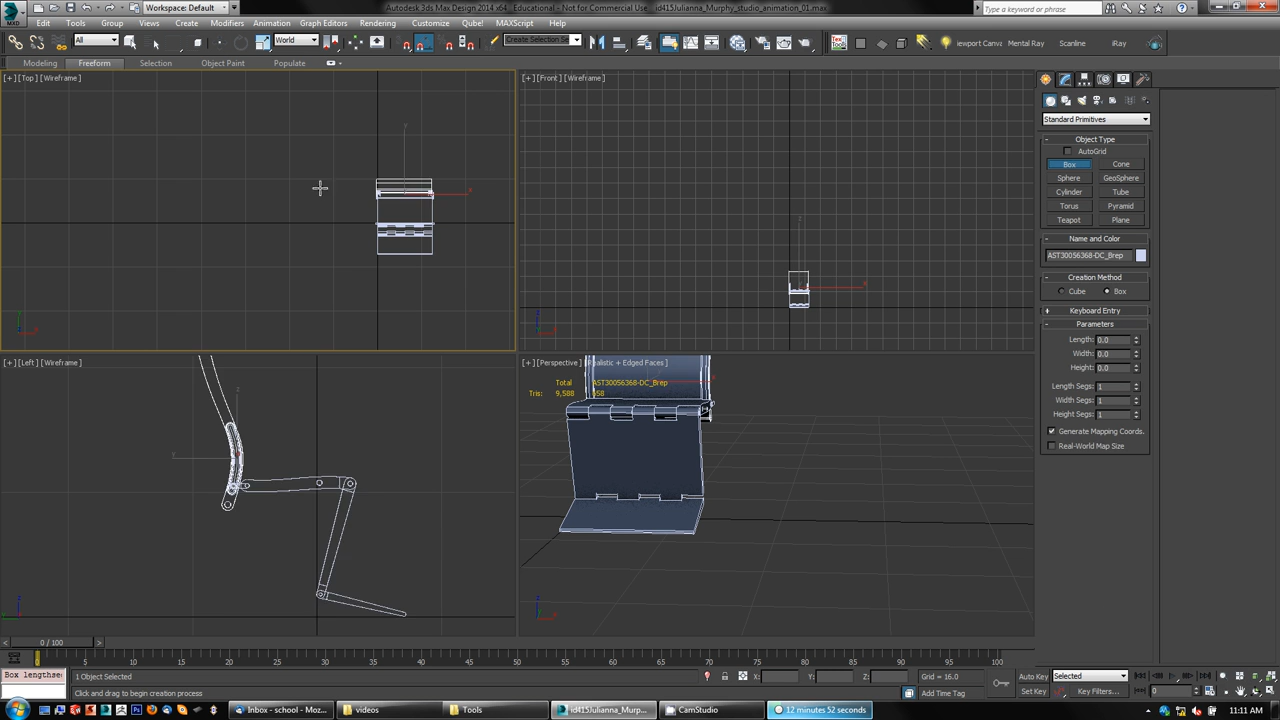 Workspace: Default
Autodesk 3ds Max Design 2014 x64, Educational - Not for Commercial Use id415Julianna_Murphy_studio_animation_01.max
Type a keyword or phrase
Edit Tools Group Views Create Modifiers Animation Graph Editors Rendering Customize MAXScript Help
All World Create Selection Se iewport Canv Mental Ray Scanline iRay
Modeling Freeform Selection Object Paint Populate
[+] [Top ] [Wireframe ]
[+] [Front ] [Wireframe ]
Standard Primitives
- Object Type
AutoGrid
Box Cone
Sphere GeoSphere
Cylinder Tube
Torus Pyramid
Teapot Plane
- Name and Color
AST30056368-DC_Brep
- Creation Method
Cube Box
+ Keyboard Entry
- Parameters
Length: 0.0
Width: 0.0
Height: 0.0
Length Segs: 1
Width Segs: 1
Height Segs: 1
Generate Mapping Coords.
Real-World Map Size
[+] [Left ] [Wireframe ]
[+] [Perspective ] [Realistic + Edged Faces ]
Total AST30056368-DC_Brep
Tris: 9,588 658
0 / 100
0 5 10 15 20 25 30 35 40 45 50 55 60 65 70 75 80 85 90 95 100
Box lengthse
1 Object Selected
X: Y: Z: Grid = 16.0
Auto Key Selected
Click and drag to begin creation process
Add Time Tag
Set Key Key Filters... 0
Inbox - school - Moz... videos Tools id415Julianna_Murp... CamStudio 12 minutes 52 seconds 11:11 AM